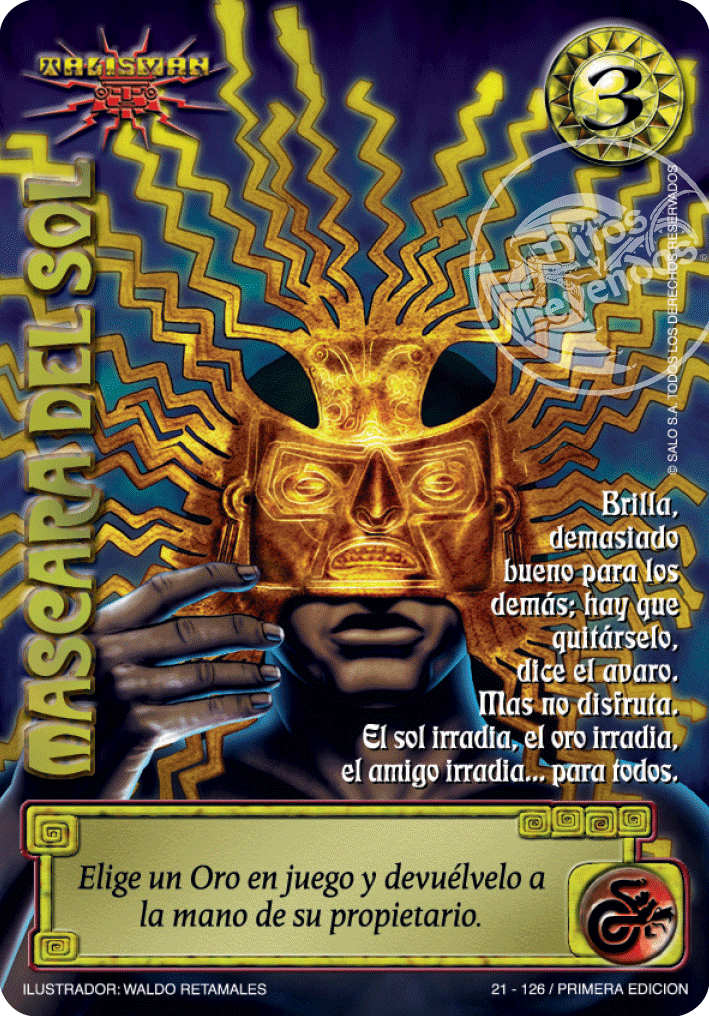 TALISMAN
3
MASCARA DEL SOL
Mitos
y
Leyendas
© SALO S.A. TODOS LOS DERECHOS RESERVADOS
Brilla,
demasiado
bueno para los
demás; hay que
quitárselo,
dice el avaro.
Mas no disfruta.
El sol irradia, el oro irradia,
el amigo irradia... para todos.
Elige un Oro en juego y devuélvelo a
la mano de su propietario.
ILUSTRADOR: WALDO RETAMALES
21 - 126 / PRIMERA EDICION